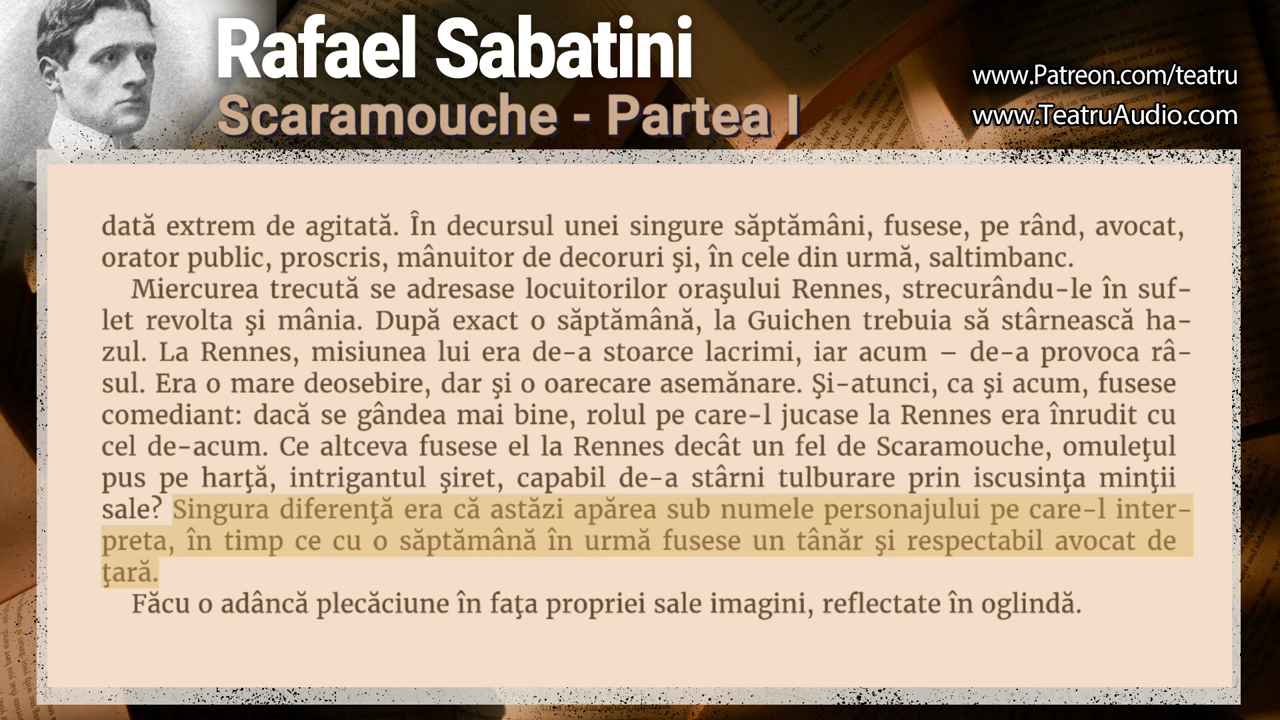 Rafael Sabatini
Scaramouche - Partea I
www.Patreon.com/teatru
www.TeatruAudio.com
dată extrem de agitată. În decursul unei singure săptămâni, fusese, pe rând, avocat,
orator public, proscris, mânuitor de decoruri şi, în cele din urmă, saltimbanc.
Miercurea trecută se adresase locuitorilor oraşului Rennes, strecurându-le în suf-
let revolta şi mânia. După exact o săptămână, la Guichen trebuia să stârnească ha-
zul. La Rennes, misiunea lui era de-a stoarce lacrimi, iar acum – de-a provoca râ-
sul. Era o mare deosebire, dar şi o oarecare asemănare. Şi-atunci, ca şi acum, fusese
comediant: dacă se gândea mai bine, rolul pe care-l jucase la Rennes era înrudit cu
cel de-acum. Ce altceva fusese el la Rennes decât un fel de Scaramouche, omuleţul
pus pe harţă, intrigantul şiret, capabil de-a stârni tulburare prin iscusinţa minţii
sale? Singura diferenţă era că astăzi apărea sub numele personajului pe care-l inter-
preta, în timp ce cu o săptămână în urmă fusese un tânăr şi respectabil avocat de
ţară.
Făcu o adâncă plecăciune în faţa propriei sale imagini, reflectate în oglindă.